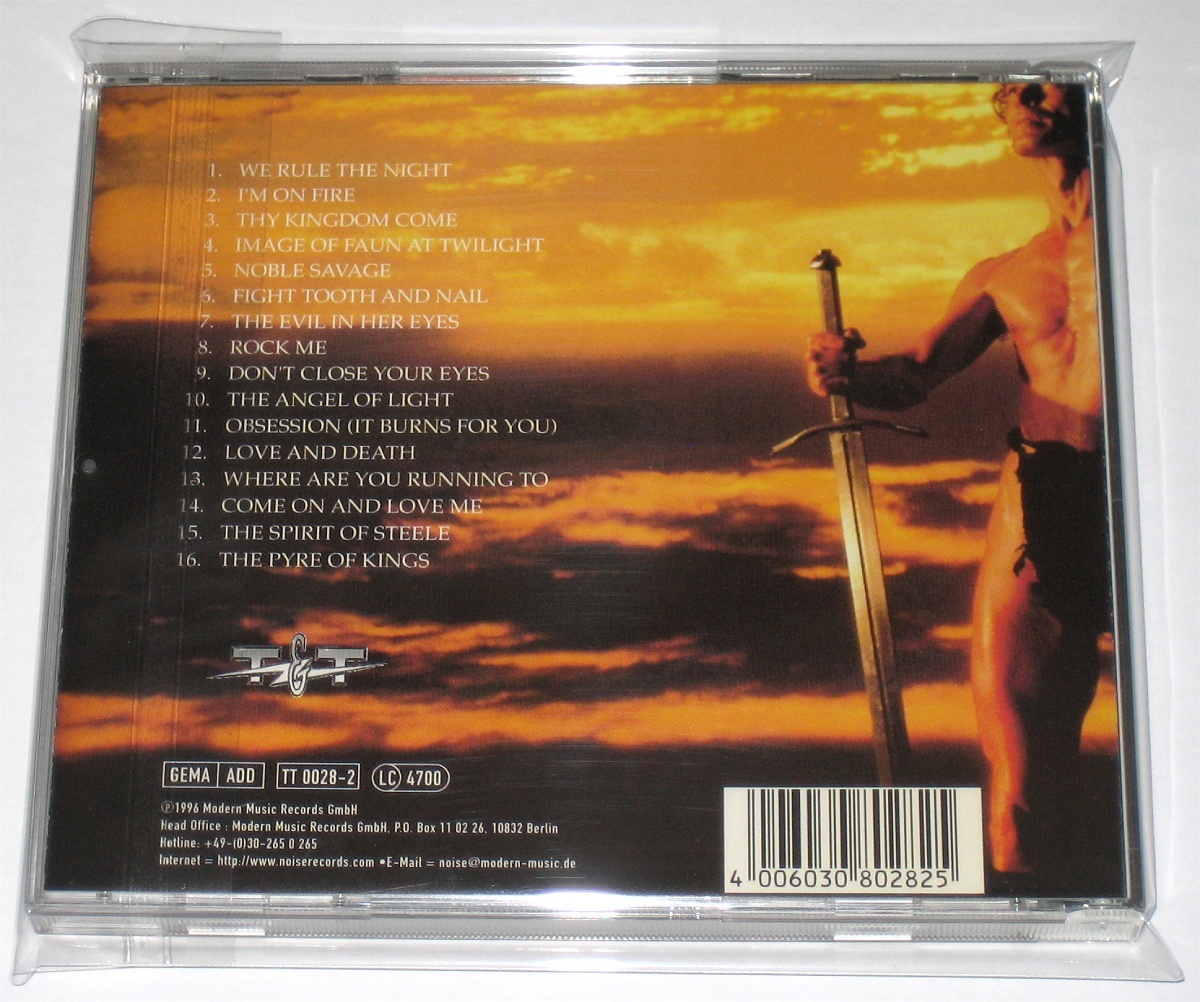 1. WE RULE THE NIGHT
2. I'M ON FIRE
3. THY KINGDOM COME
4. IMAGE OF FAUN AT TWILIGHT
5. NOBLE SAVAGE
6. FIGHT TOOTH AND NAIL
7. THE EVIL IN HER EYES
8. ROCK ME
9. DON'T CLOSE YOUR EYES
10. THE ANGEL OF LIGHT
11. OBSESSION (IT BURNS FOR YOU)
12. LOVE AND DEATH
13. WHERE ARE YOU RUNNING TO
14. COME ON AND LOVE ME
15. THE SPIRIT OF STEELE
16. THE PYRE OF KINGS
T&T
GEMA ADD TT 0028-2 LC 4700
℗1996 Modern Music Records GmbH
Head Office : Modern Music Records GmbH, P.O. Box 11 02 26, 10832 Berlin
Hotline: +49-(0)30-265 0 265
Internet = http://www.noiserecords.com •E-Mail = noise@modern-music.de
4 006030 802825